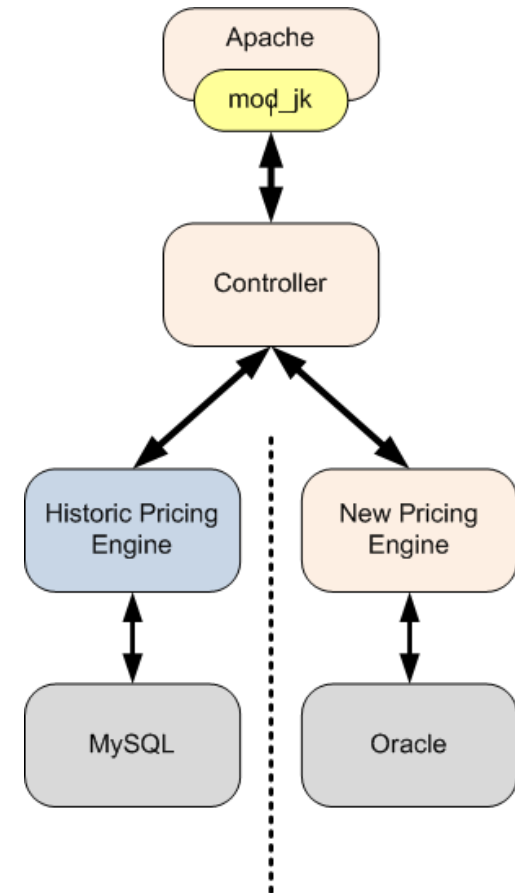 Apache
mod_jk
Controller
Historic Pricing
Engine
New Pricing
Engine
MySQL
Oracle